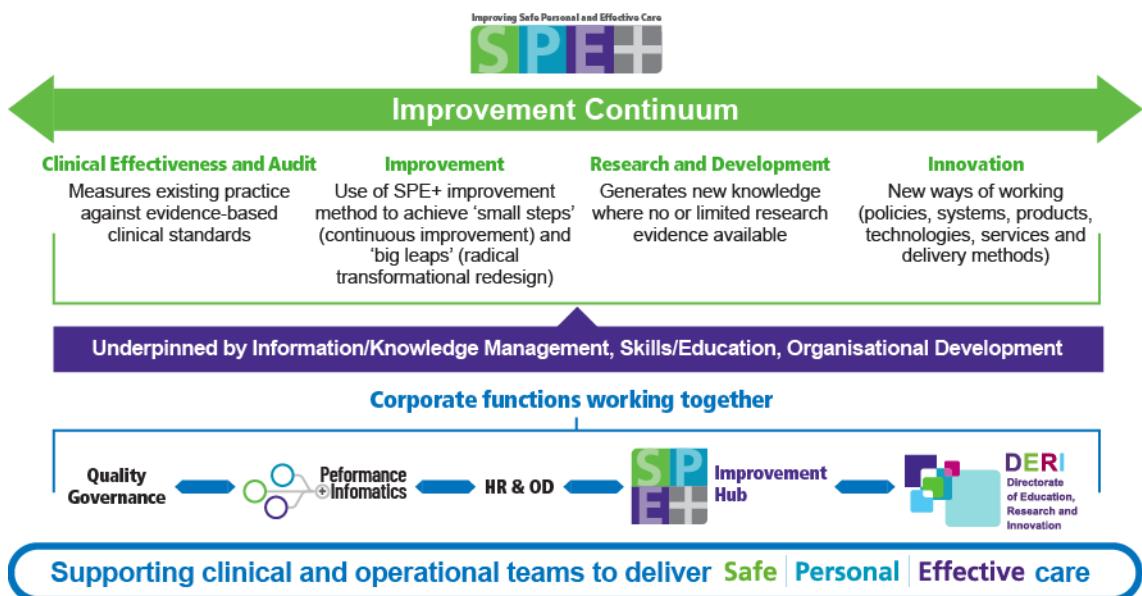 Improving Safe Personal and Effective Care
SPE+
Improvement Continuum
Clinical Effectiveness and Audit
Measures existing practice
against evidence-based
clinical standards
Improvement
Use of SPE+ improvement
method to achieve ‘small steps’
(continuous improvement) and
‘big leaps’ (radical
transformational redesign)
Research and Development
Generates new knowledge
where no or limited research
evidence available
Innovation
New ways of working
(policies, systems, products,
technologies, services and
delivery methods)
Underpinned by Information/Knowledge Management, Skills/Education, Organisational Development
Corporate functions working together
Quality
Governance
Peformance
+ Infomatics
HR & OD
SP
E+
Improvement
Hub
DERI
Directorate
of Education,
Research and
Innovation
Supporting clinical and operational teams to deliver Safe | Personal | Effective care